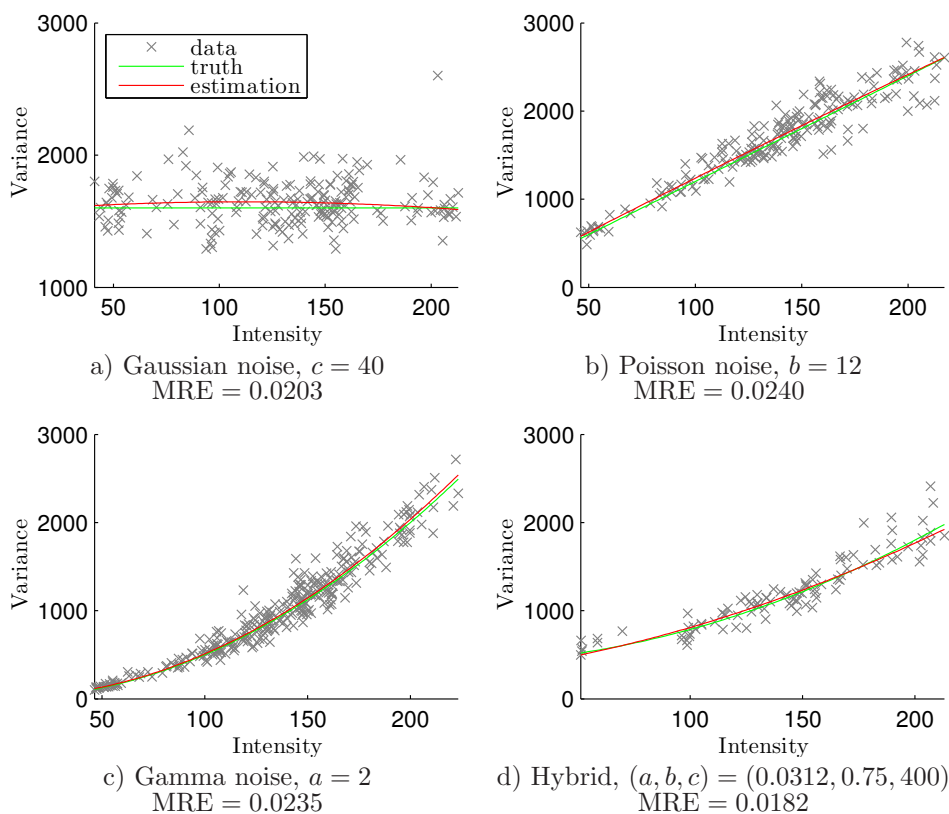 3000
data
truth
estimation
Variance
2000
1000
50 100 150 200
Intensity
a) Gaussian noise, c = 40
MRE = 0.0203
3000
2000
Variance
1000
0
50 100 150 200
Intensity
b) Poisson noise, b = 12
MRE = 0.0240
3000
2000
Variance
1000
0
50 100 150 200
Intensity
c) Gamma noise, a = 2
MRE = 0.0235
3000
2000
Variance
1000
0
100 150 200
Intensity
d) Hybrid, (a, b, c) = (0.0312, 0.75, 400)
MRE = 0.0182